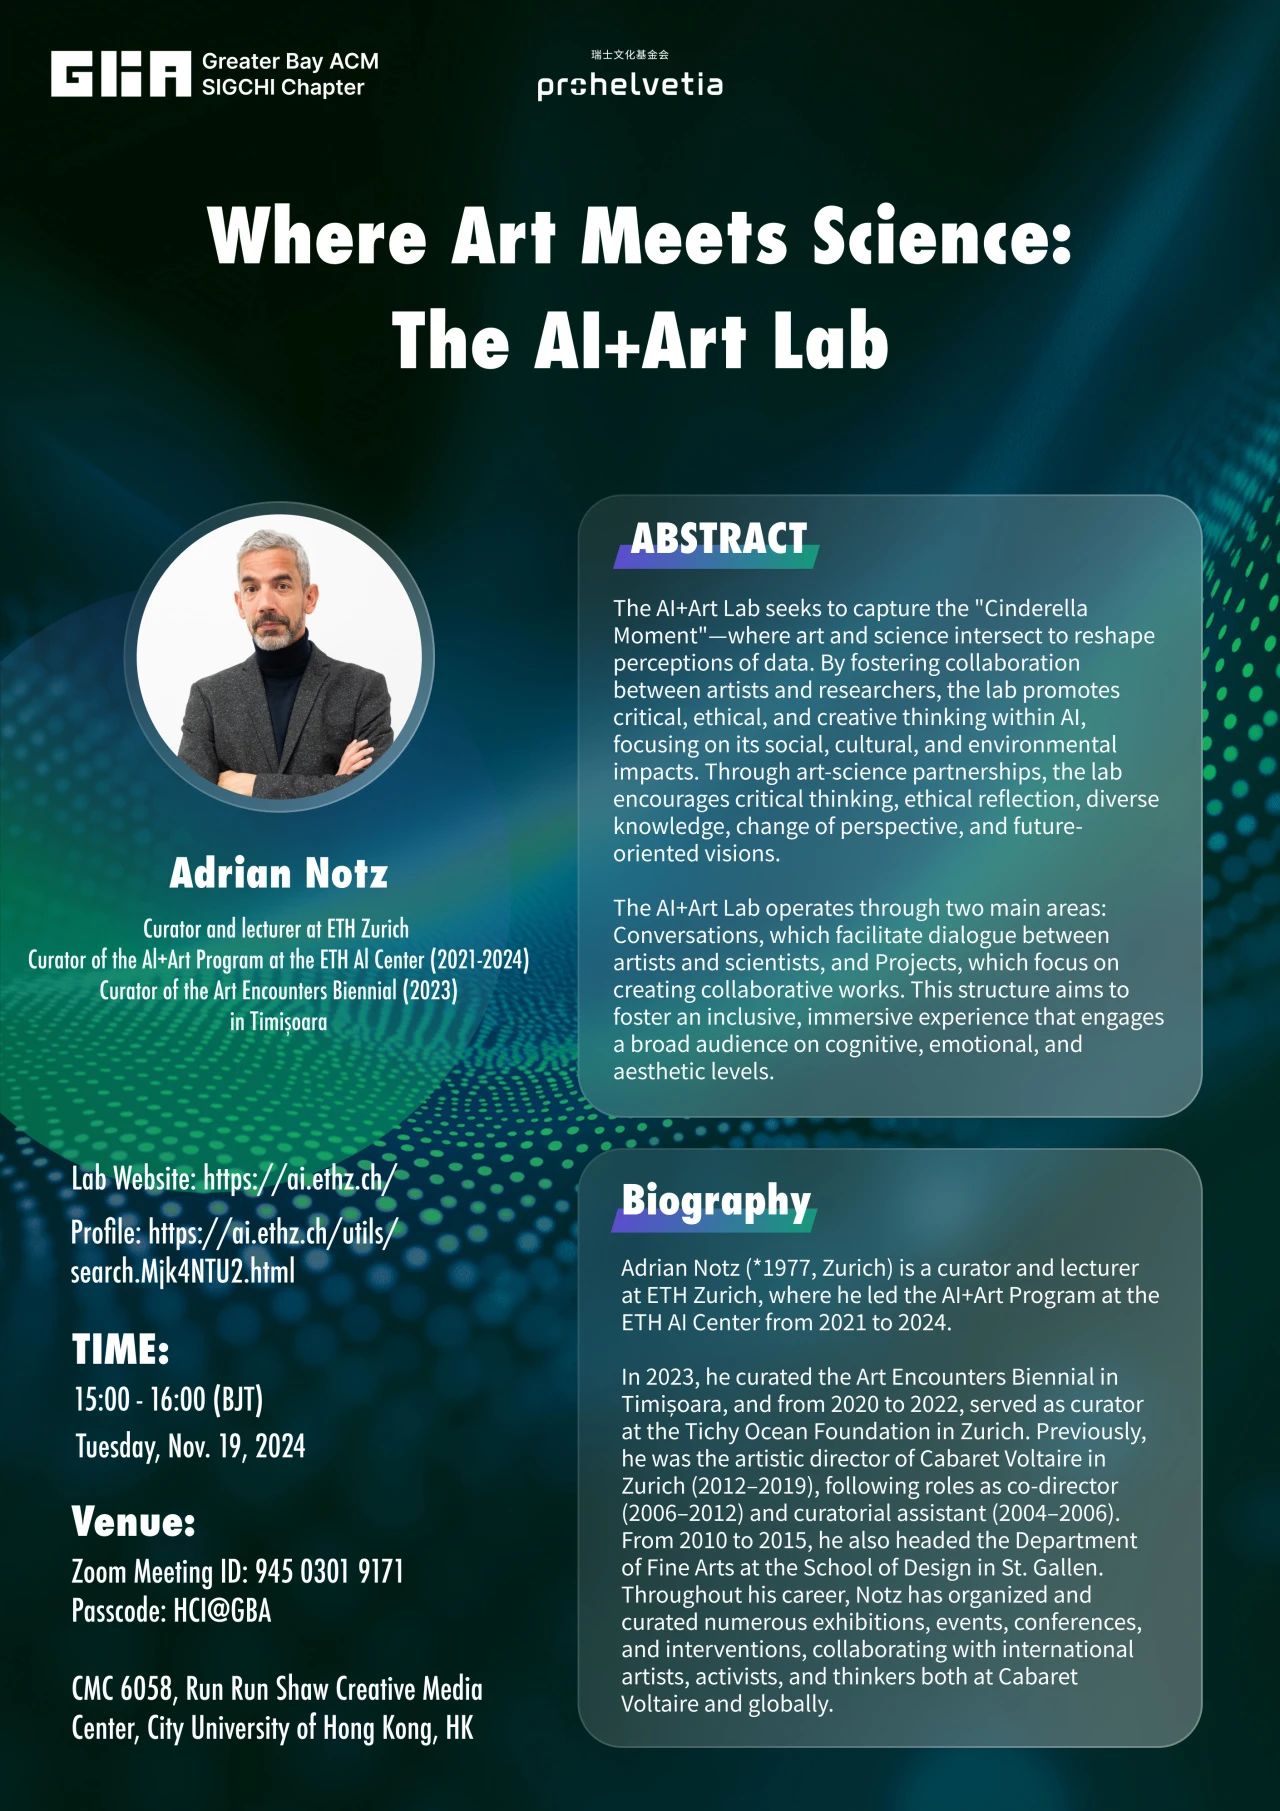 GBA Greater Bay ACM
SIGCHI Chapter
瑞士文化基金会
prohelvetia
Where Art Meets Science:
The AI+Art Lab
Adrian Notz
Curator and lecturer at ETH Zurich
Curator of the AI+Art Program at the ETH AI Center (2021-2024)
Curator of the Art Encounters Biennial (2023)
in Timișoara
Lab Website: https://ai.ethz.ch/
Profile: https://ai.ethz.ch/utils/
search.Mjk4NTU2.html
TIME:
15:00 - 16:00 (BJT)
Tuesday, Nov. 19, 2024
Venue:
Zoom Meeting ID: 945 0301 9171
Passcode: HCI@GBA
CMC 6058, Run Run Shaw Creative Media
Center, City University of Hong Kong, HK
ABSTRACT
The AI+Art Lab seeks to capture the "Cinderella
Moment"—where art and science intersect to reshape
perceptions of data. By fostering collaboration
between artists and researchers, the lab promotes
critical, ethical, and creative thinking within AI,
focusing on its social, cultural, and environmental
impacts. Through art-science partnerships, the lab
encourages critical thinking, ethical reflection, diverse
knowledge, change of perspective, and future-
oriented visions.
The AI+Art Lab operates through two main areas:
Conversations, which facilitate dialogue between
artists and scientists, and Projects, which focus on
creating collaborative works. This structure aims to
foster an inclusive, immersive experience that engages
a broad audience on cognitive, emotional, and
aesthetic levels.
Biography
Adrian Notz (*1977, Zurich) is a curator and lecturer
at ETH Zurich, where he led the AI+Art Program at the
ETH AI Center from 2021 to 2024.
In 2023, he curated the Art Encounters Biennial in
Timișoara, and from 2020 to 2022, served as curator
at the Tichy Ocean Foundation in Zurich. Previously,
he was the artistic director of Cabaret Voltaire in
Zurich (2012–2019), following roles as co-director
(2006–2012) and curatorial assistant (2004–2006).
From 2010 to 2015, he also headed the Department
of Fine Arts at the School of Design in St. Gallen.
Throughout his career, Notz has organized and
curated numerous exhibitions, events, conferences,
and interventions, collaborating with international
artists, activists, and thinkers both at Cabaret
Voltaire and globally.